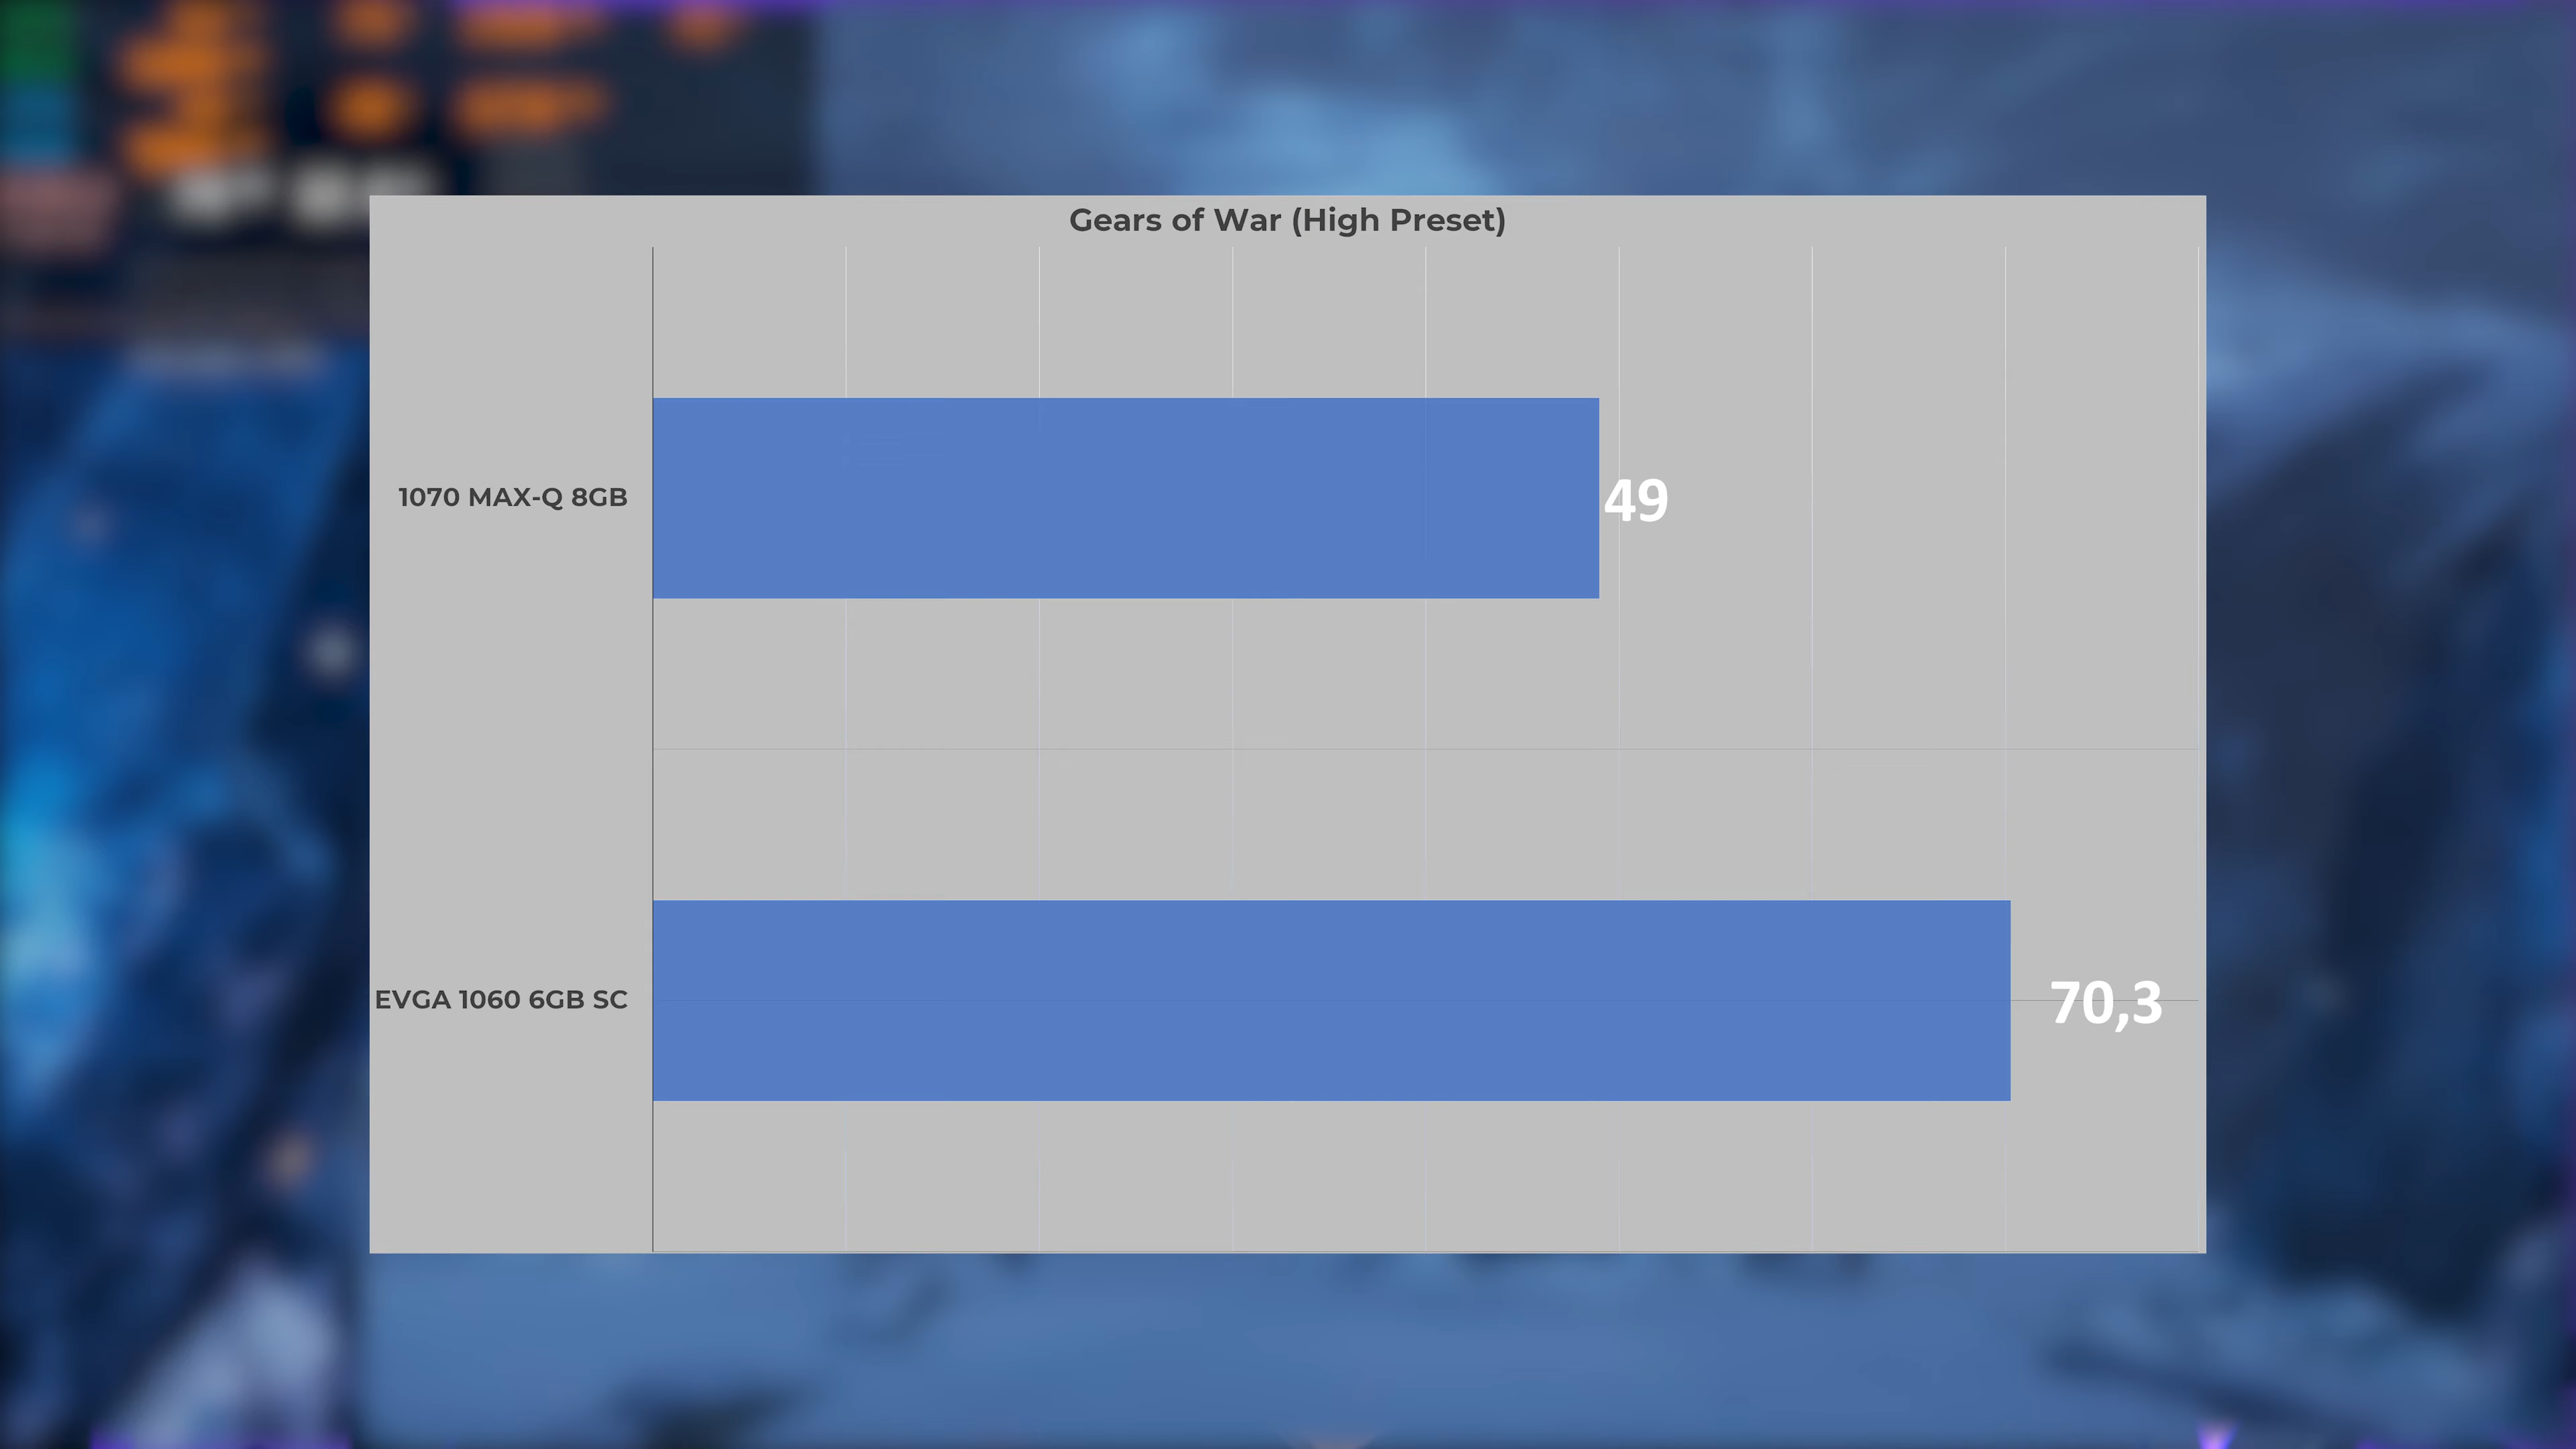 Gears of War (High Preset)
1070 MAX-Q 8GB
49
EVGA 1060 6GB SC
70,3